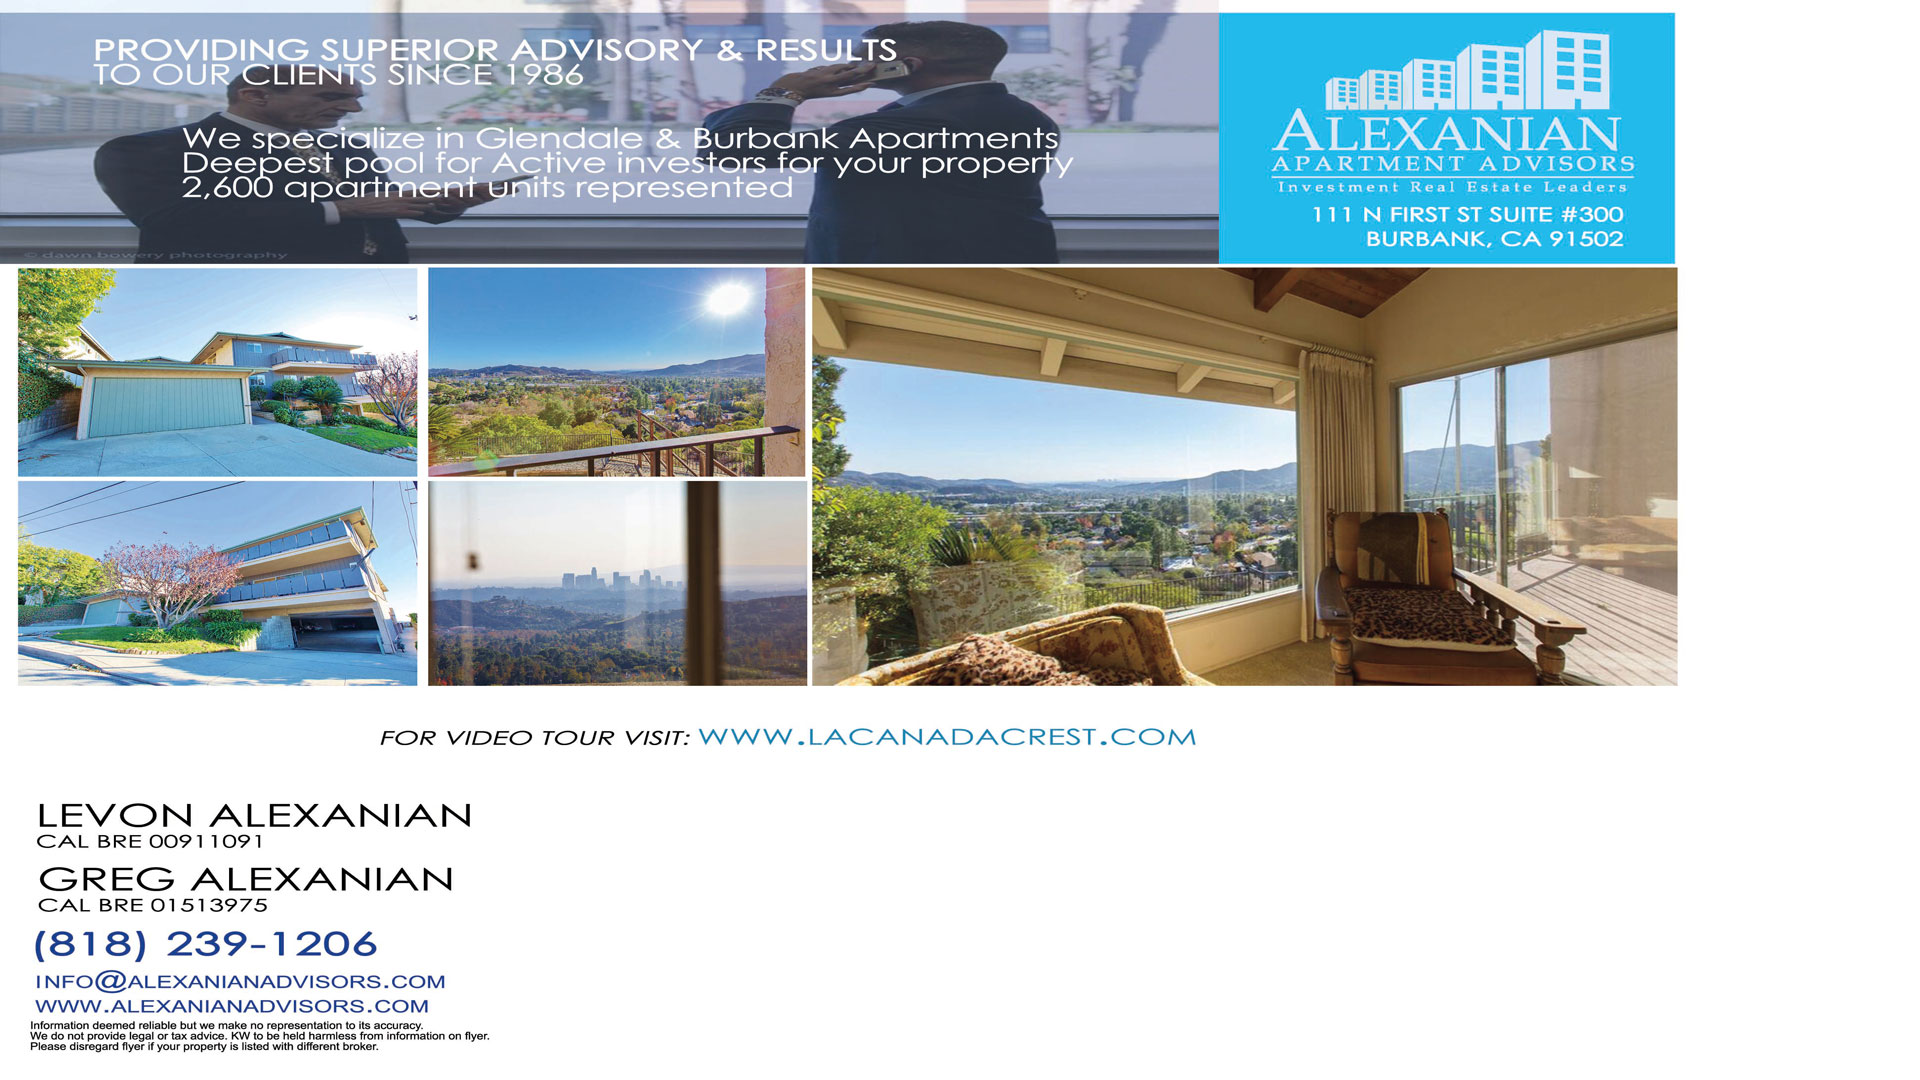 PROVIDING SUPERIOR ADVISORY & RESULTS
TO OUR CLIENTS SINCE 1986
We specialize in Glendale & Burbank Apartments
Deepest pool for Active investors for your property
2,600 apartment units represented
© dawn bowery photography
ALEXANIAN
APARTMENT ADVISORS
Investment Real Estate Leaders
111 N FIRST ST SUITE #300
BURBANK, CA 91502
FOR VIDEO TOUR VISIT: WWW.LACANADACREST.COM
LEVON ALEXANIAN
CAL BRE 00911091
GREG ALEXANIAN
CAL BRE 01513975
(818) 239-1206
INFO@ALEXANIANADVISORS.COM
WWW.ALEXANIANADVISORS.COM
Information deemed reliable but we make no representation to its accuracy.
We do not provide legal or tax advice. KW to be held harmless from information on flyer.
Please disregard flyer if your property is listed with different broker.